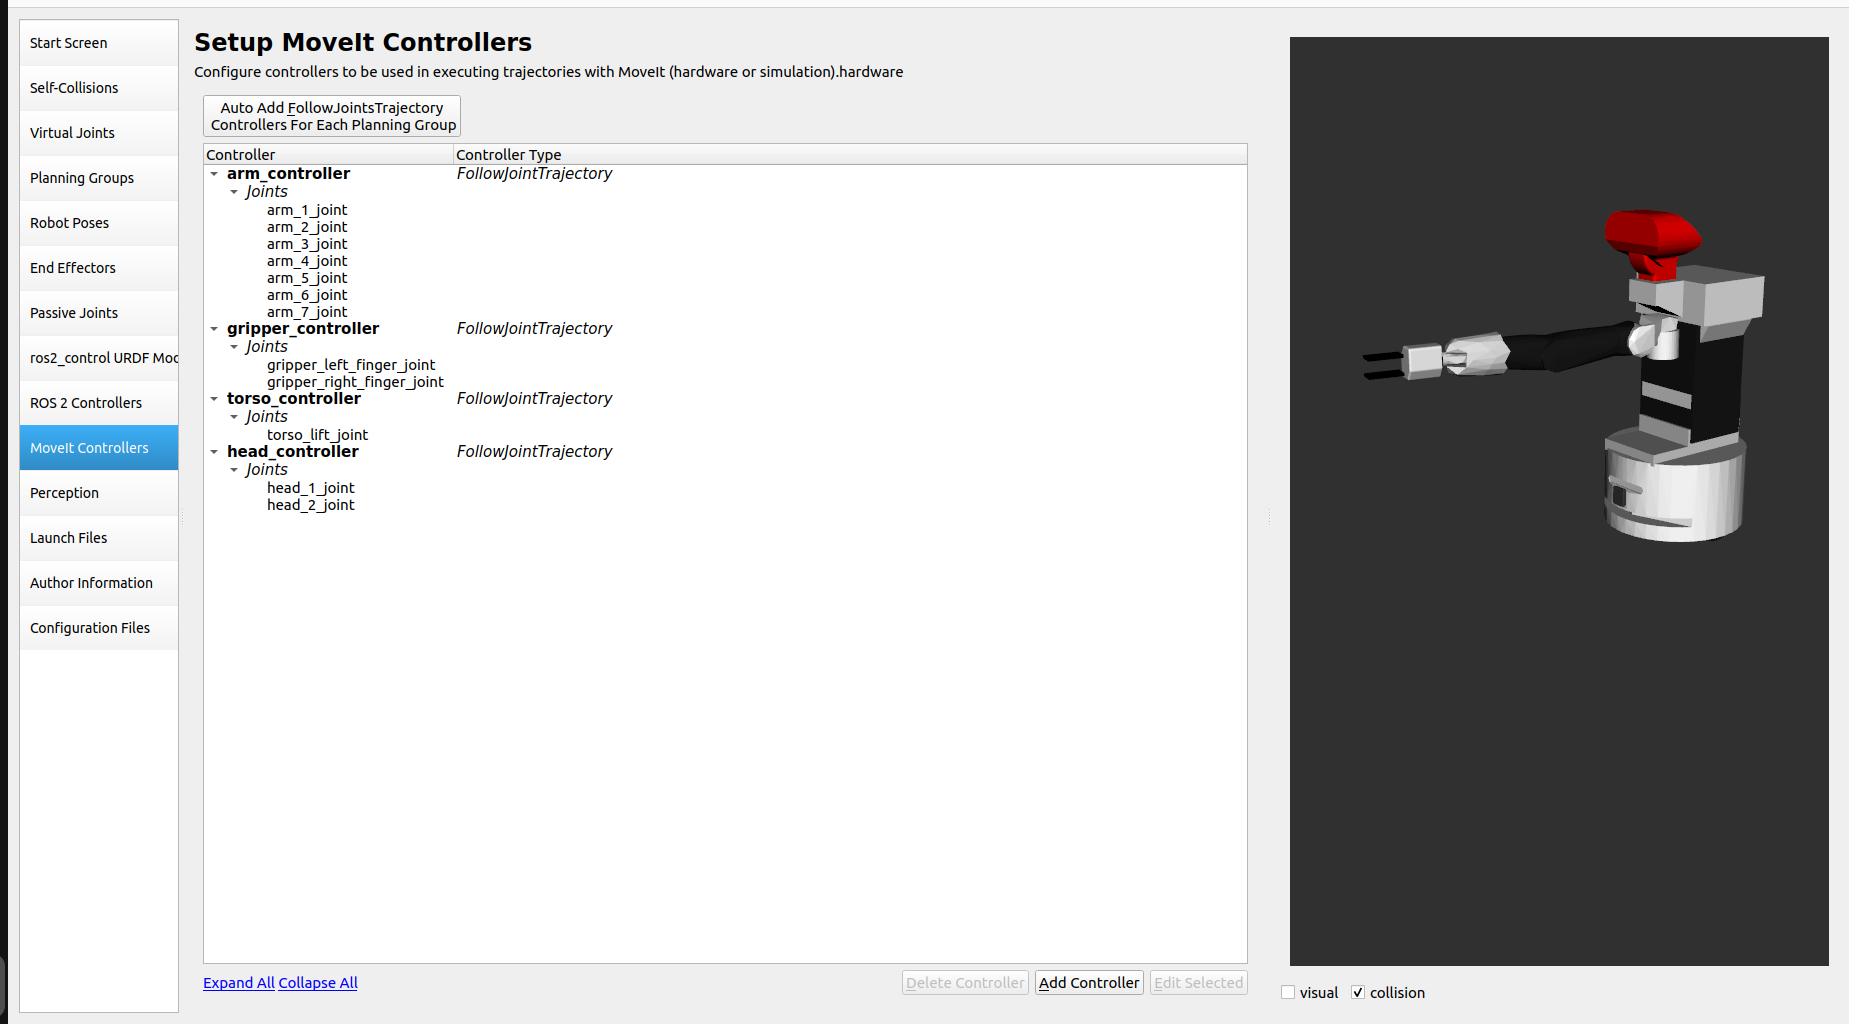 Start Screen
Self-Collisions
Virtual Joints
Planning Groups
Robot Poses
End Effectors
Passive Joints
ros2_control URDF Moo
ROS 2 Controllers
MoveIt Controllers
Perception
Launch Files
Author Information
Configuration Files
Setup MoveIt Controllers
Configure controllers to be used in executing trajectories with MoveIt (hardware or simulation).hardware
Auto Add FollowJointsTrajectory
Controllers For Each Planning Group
Controller Controller Type
arm_controller FollowJointTrajectory
Joints
arm_1_joint
arm_2_joint
arm_3_joint
arm_4_joint
arm_5_joint
arm_6_joint
arm_7_joint
gripper_controller FollowJointTrajectory
Joints
gripper_left_finger_joint
gripper_right_finger_joint
torso_controller FollowJointTrajectory
Joints
torso_lift_joint
head_controller FollowJointTrajectory
Joints
head_1_joint
head_2_joint
Expand All Collapse All
Delete Controller Add Controller Edit Selected
visual collision